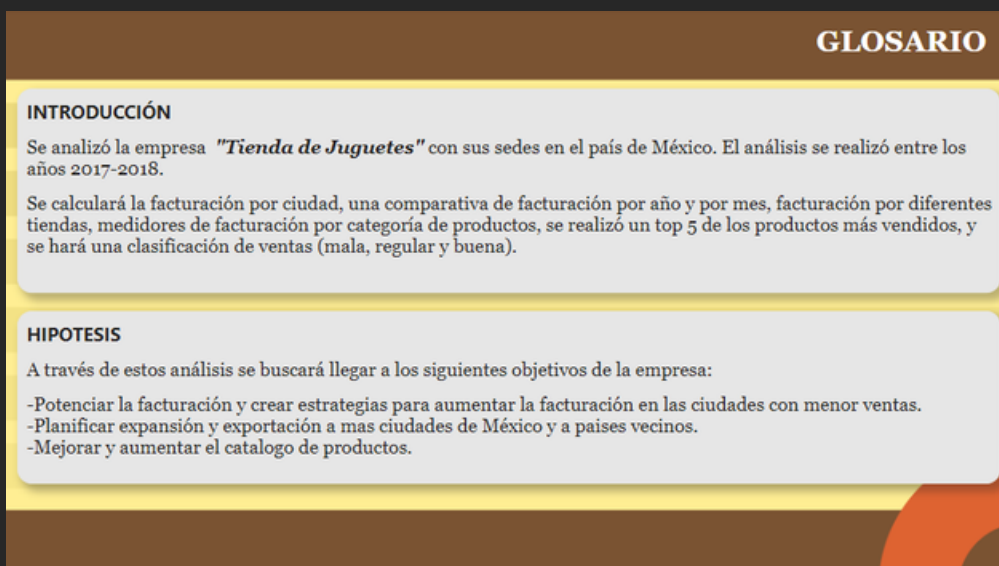 GLOSARIO
INTRODUCCIÓN
Se analizó la empresa "Tienda de Juguetes" con sus sedes en el país de México. El análisis se realizó entre los
años 2017-2018.
Se calculará la facturación por ciudad, una comparativa de facturación por año y por mes, facturación por diferentes
tiendas, medidores de facturación por categoría de productos, se realizó un top 5 de los productos más vendidos, y
se hará una clasificación de ventas (mala, regular y buena).
HIPOTESIS
A través de estos análisis se buscará llegar a los siguientes objetivos de la empresa:
-Potenciar la facturación y crear estrategias para aumentar la facturación en las ciudades con menor ventas.
-Planificar expansión y exportación a mas ciudades de México y a paises vecinos.
-Mejorar y aumentar el catalogo de productos.